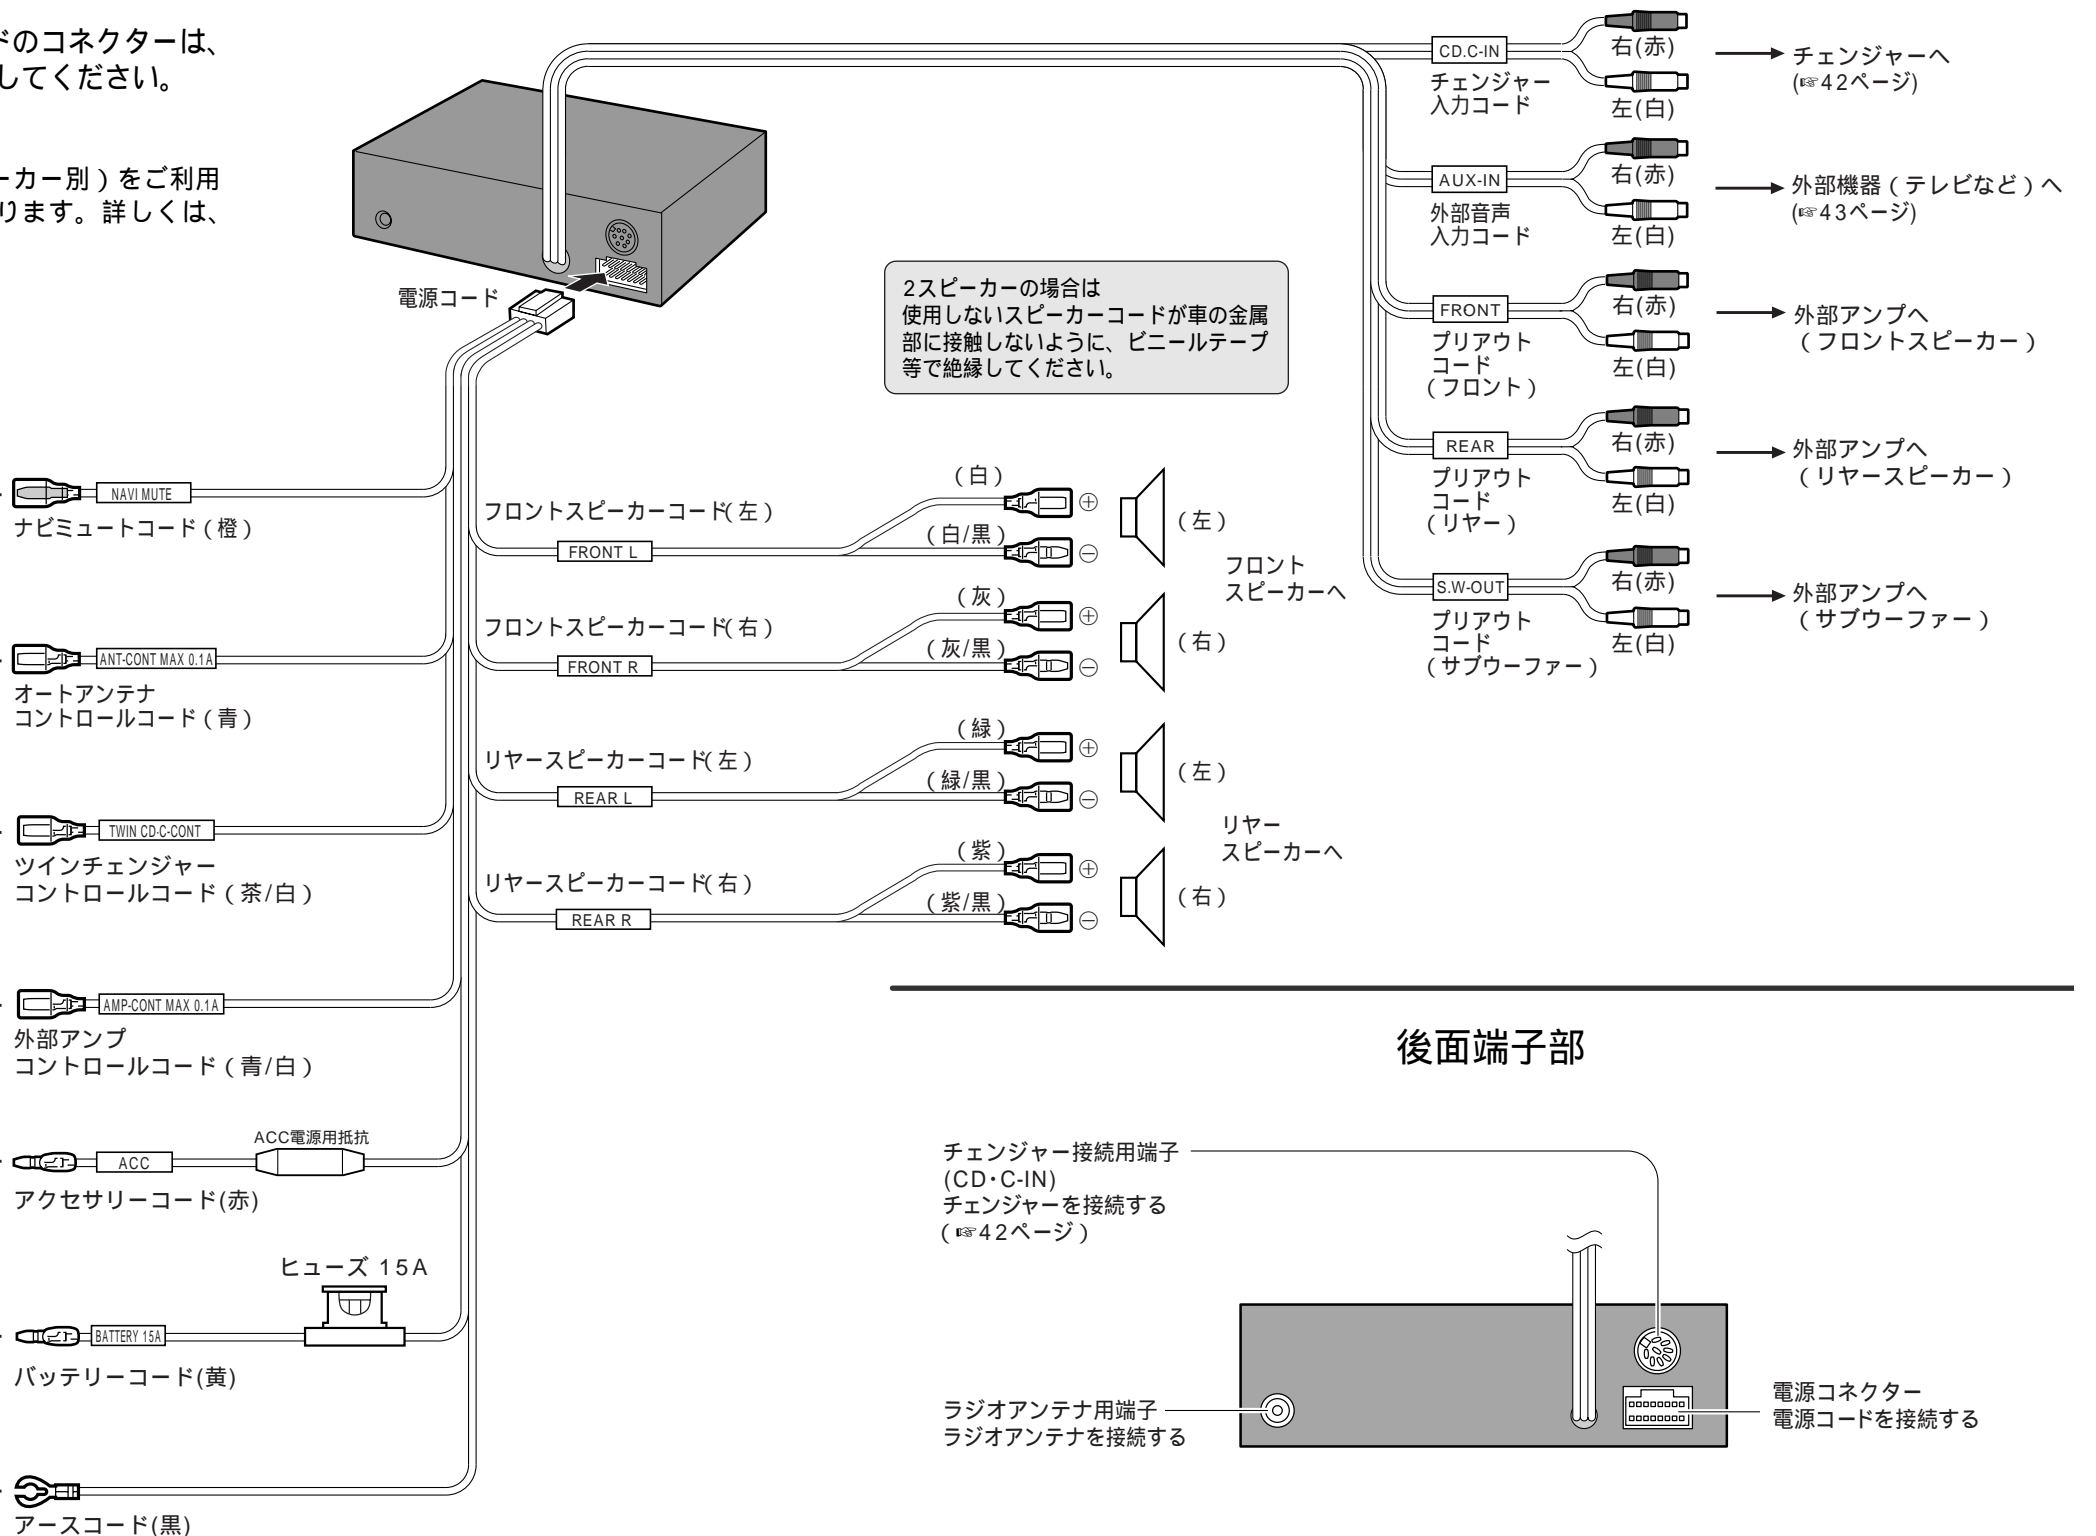 ドのコネクターは、
してください。
ーカー別）をご利用
ります。詳しくは、
電源コード
2スピーカーの場合は
使用しないスピーカーコードが車の金属
部に接触しないように、ビニールテープ
等で絶縁してください。
CD.C-IN
チェンジャー
入力コード
右(赤)
左(白)
チェンジャーへ
(☞42ページ)
AUX-IN
外部音声
入力コード
右(赤)
左(白)
外部機器（テレビなど）へ
(☞43ページ)
FRONT
プリアウト
コード
（フロント）
右(赤)
左(白)
外部アンプへ
（フロントスピーカー）
REAR
プリアウト
コード
（リヤー）
右(赤)
左(白)
外部アンプへ
（リヤースピーカー）
S.W-OUT
プリアウト
コード
（サブウーファー）
右(赤)
左(白)
外部アンプへ
（サブウーファー）
NAVI MUTE
ナビミュートコード（橙）
ANT-CONT MAX 0.1A
オートアンテナ
コントロールコード（青）
TWIN CD-C-CONT
ツインチェンジャー
コントロールコード（茶/白）
AMP-CONT MAX 0.1A
外部アンプ
コントロールコード（青/白）
ACC
ACC電源用抵抗
アクセサリーコード(赤)
ヒューズ 15A
BATTERY 15A
バッテリーコード(黄)
アースコード(黒)
フロントスピーカーコード(左）
FRONT L
（白）
⊕
（白/黒）
⊖
（左）
フロントスピーカーコード(右）
FRONT R
（灰）
⊕
（灰/黒）
⊖
（右）
フロント
スピーカーへ
リヤースピーカーコード(左）
REAR L
（緑）
⊕
（緑/黒）
⊖
（左）
リヤースピーカーコード(右）
REAR R
（紫）
⊕
（紫/黒）
⊖
（右）
リヤー
スピーカーへ
後面端子部
チェンジャー接続用端子
(CD･C-IN)
チェンジャーを接続する
（☞42ページ）
ラジオアンテナ用端子
ラジオアンテナを接続する
電源コネクター
電源コードを接続する